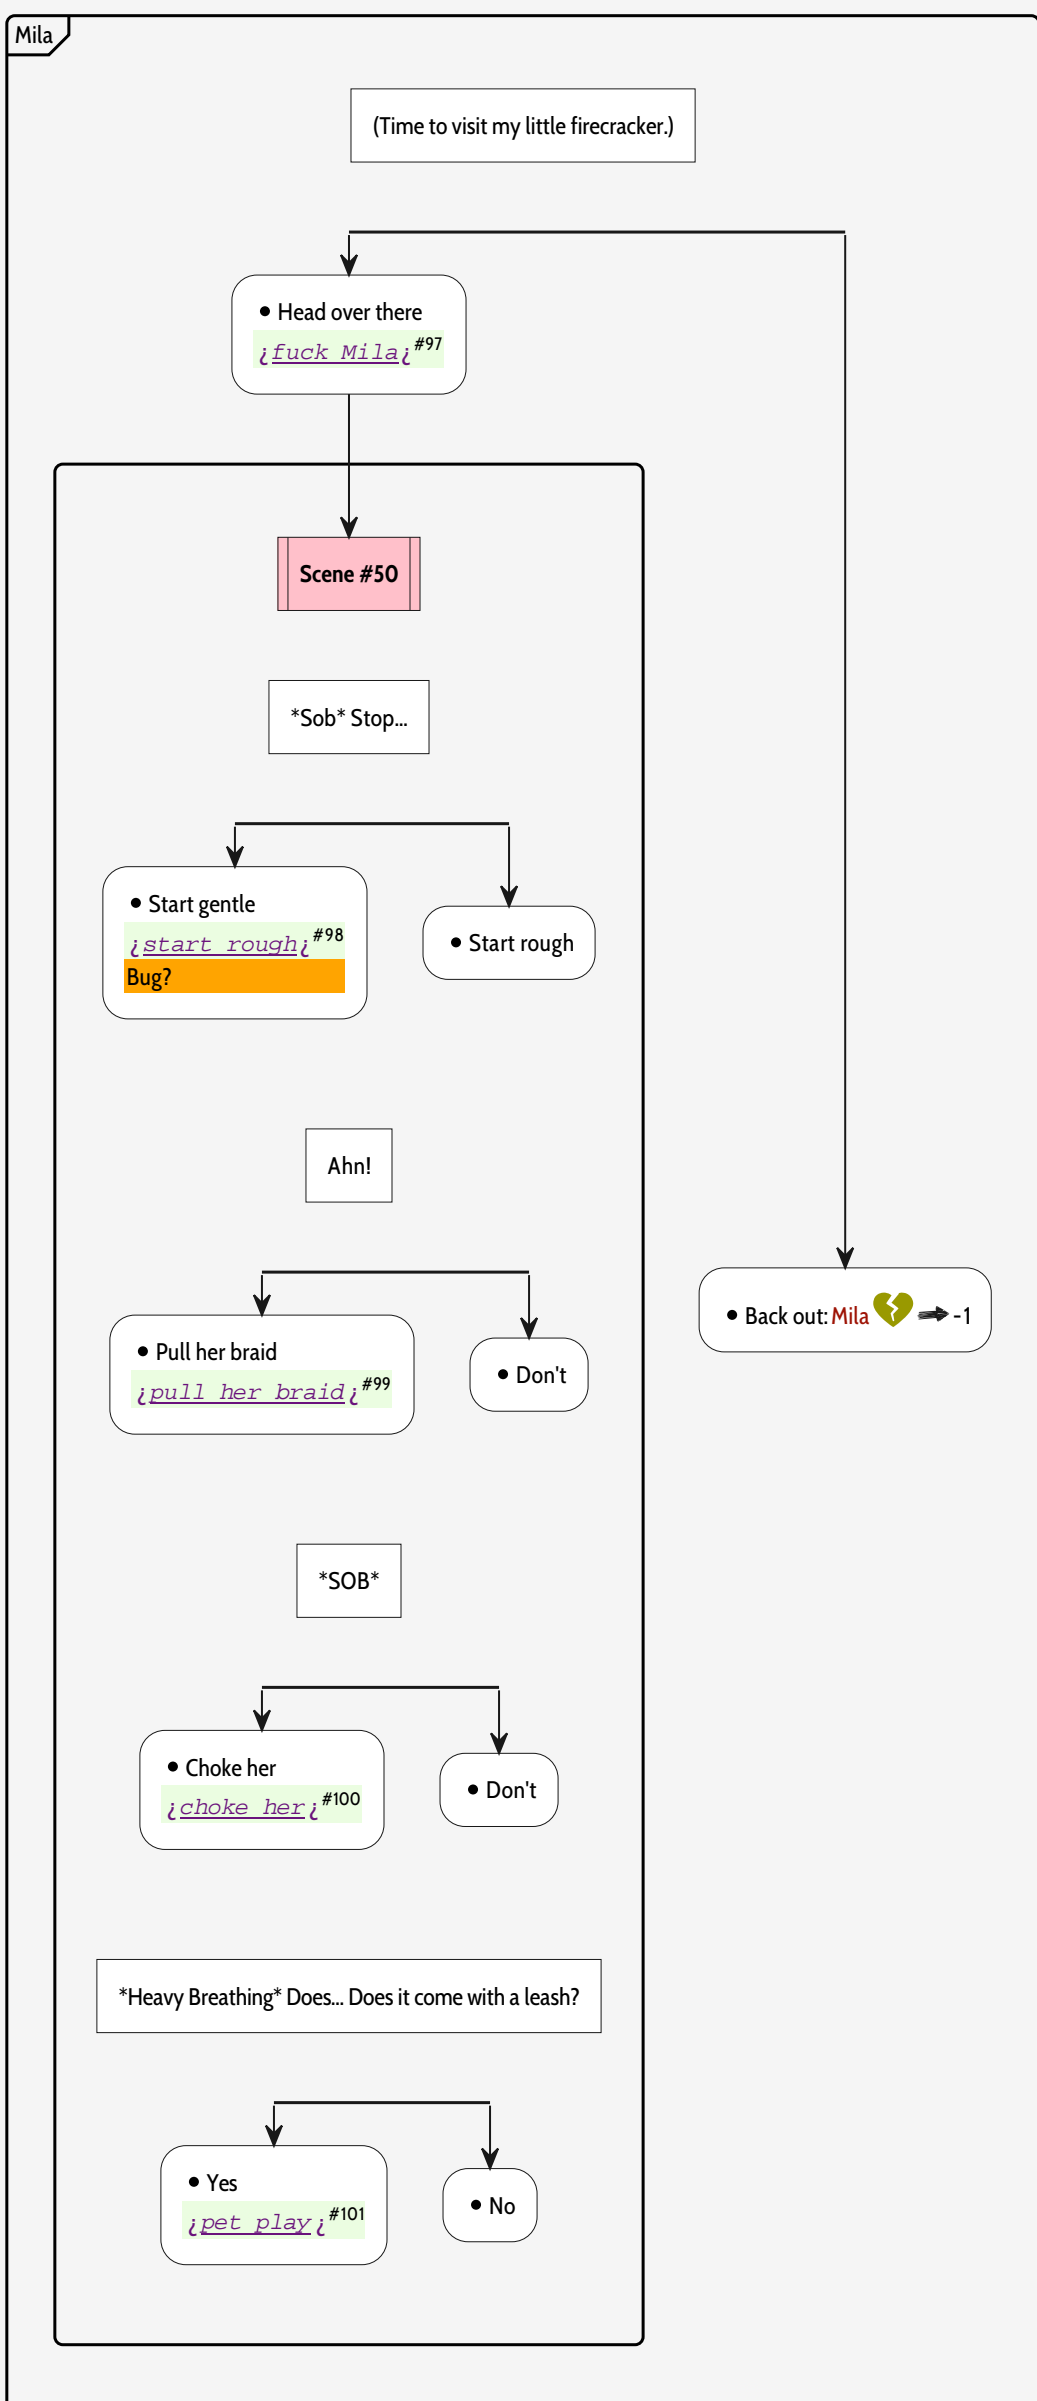 Mila
(Time to visit my little firecracker.)
• Head over there
¿fuck Mila¿#97
Scene #50
*Sob* Stop...
• Start gentle
¿start rough¿#98
Bug?
• Start rough
Ahn!
• Back out: Mila -1
• Pull her braid
¿pull her braid¿#99
• Don't
*SOB*
• Choke her
¿choke her¿#100
• Don't
*Heavy Breathing* Does... Does it come with a leash?
• Yes
¿pet play¿#101
• No